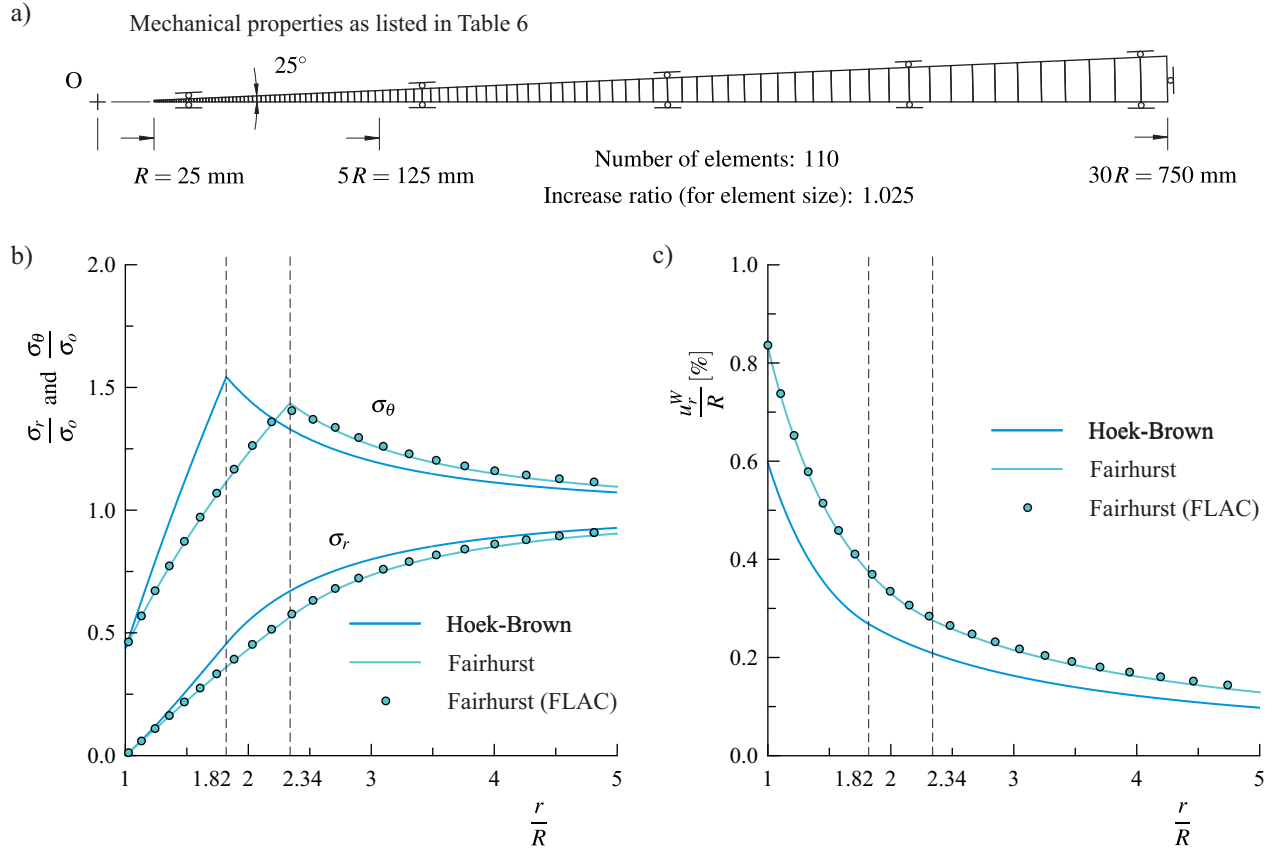 a)
Mechanical properties as listed in Table 6
O
25°
R = 25 mm
5R = 125 mm
Number of elements: 110
Increase ratio (for element size): 1.025
30R = 750 mm
b)
σr/σo and σθ/σo
2.0
1.5
1.0
0.5
0.0
σθ
σr
Hoek-Brown
Fairhurst
Fairhurst (FLAC)
1 1.82 2 2.34 3 4 5
r/R
c)
u_r^W/R [%]
1.0
0.8
0.6
0.4
0.2
0.0
Hoek-Brown
Fairhurst
Fairhurst (FLAC)
1 1.82 2 2.34 3 4 5
r/R